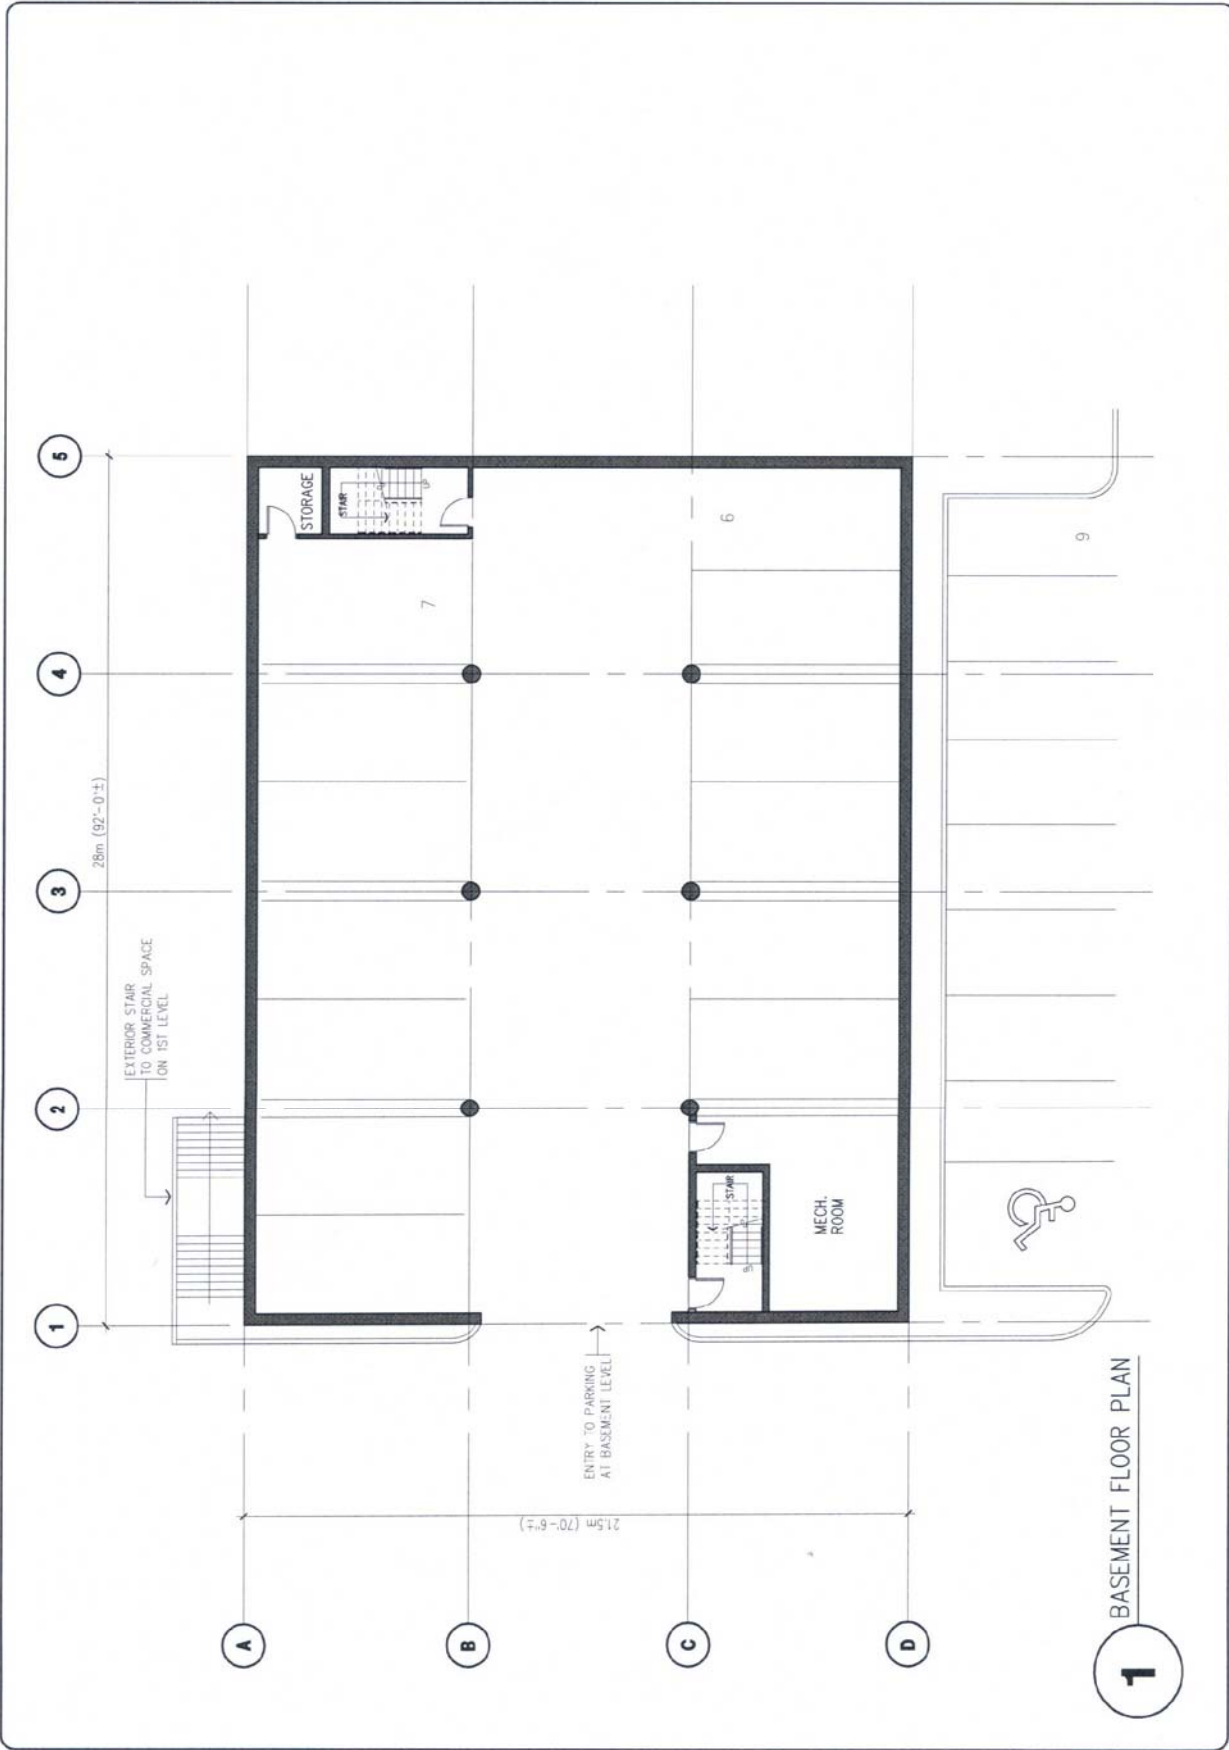 1
2
3
4
5
28m (92'-0"±)
EXTERIOR STAIR
TO COMMERCIAL SPACE
ON 1ST LEVEL
A
STORAGE
STAIR
UP
7
B
21.5m (70'-6"±)
ENTRY TO PARKING
AT BASEMENT LEVEL
C
STAIR
UP
6
MECH.
ROOM
D
9
1
BASEMENT FLOOR PLAN